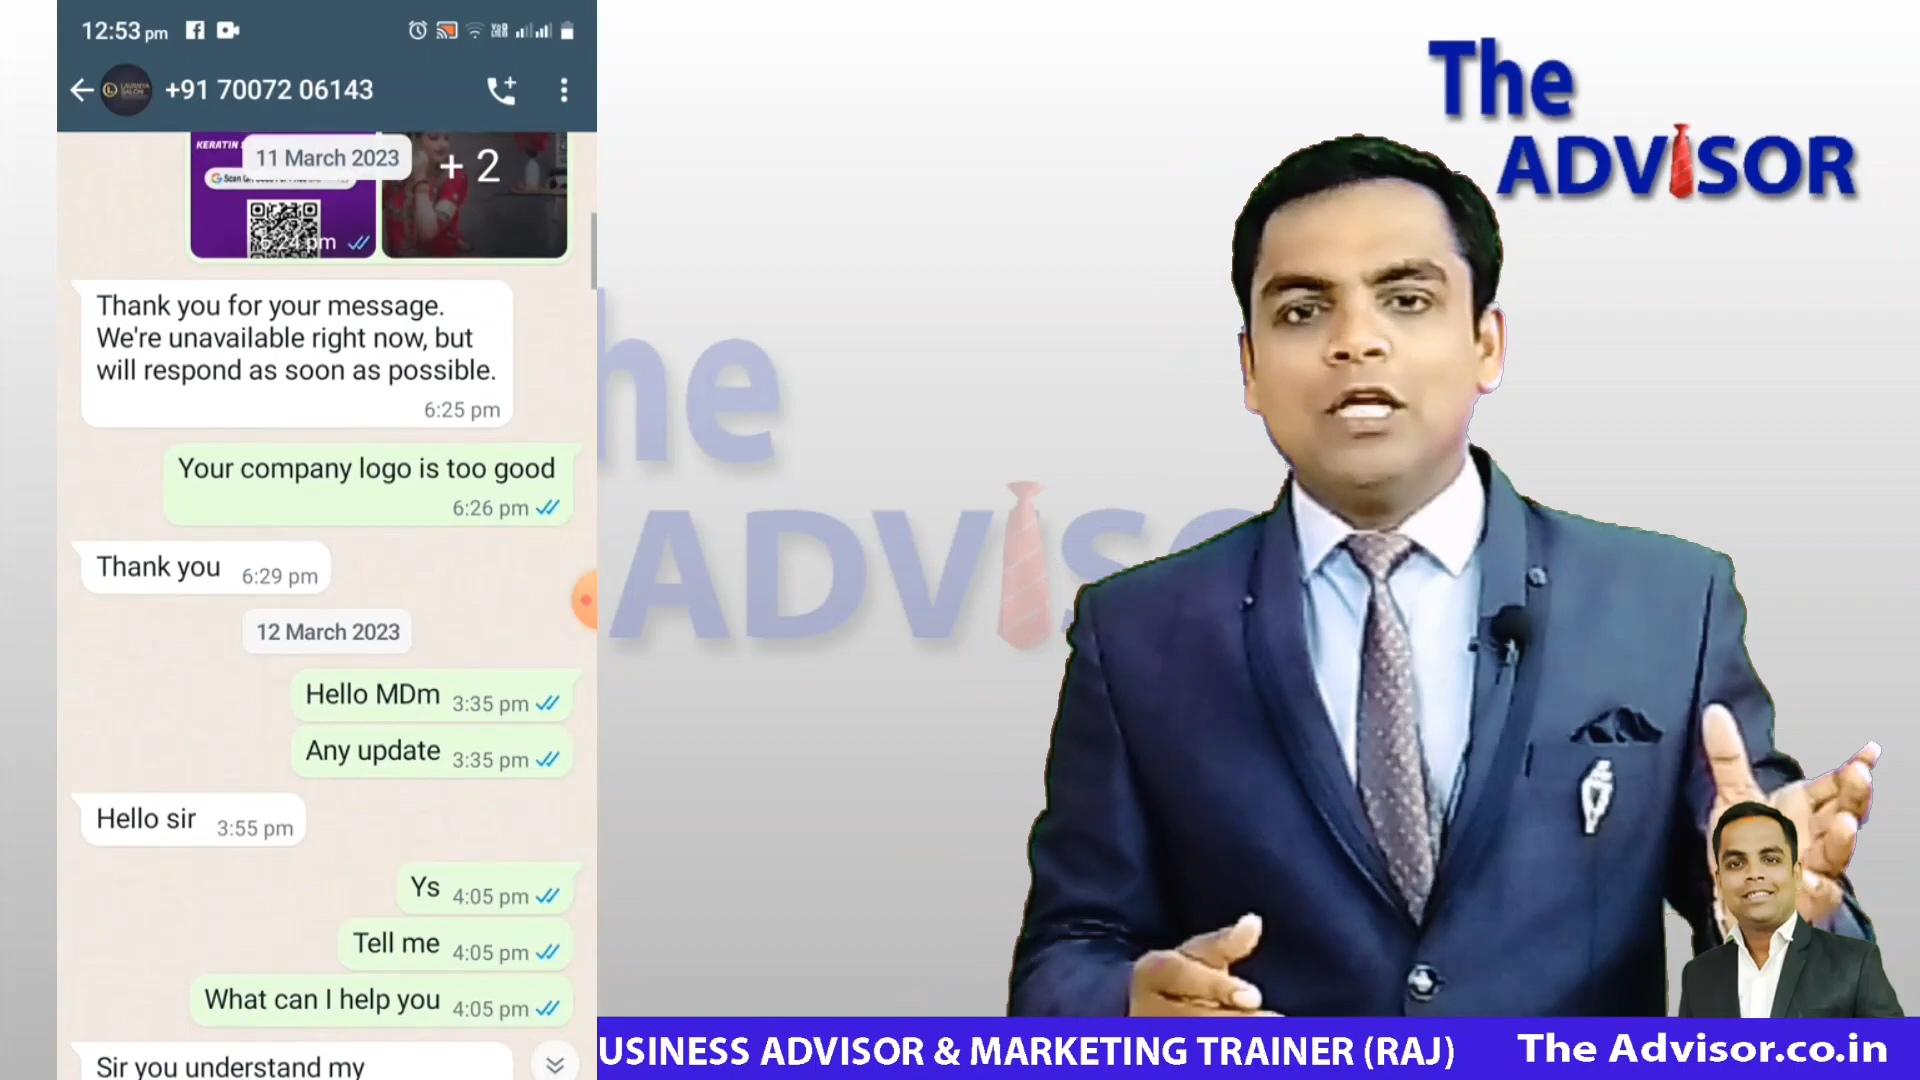 12:53 pm
+91 70072 06143
KERATIN
11 March 2023
+ 2
6:24 pm
Thank you for your message.
We're unavailable right now, but
will respond as soon as possible.
6:25 pm
Your company logo is too good
6:26 pm
Thank you 6:29 pm
12 March 2023
Hello MDm 3:35 pm
Any update 3:35 pm
Hello sir 3:55 pm
Ys 4:05 pm
Tell me 4:05 pm
What can I help you 4:05 pm
Sir you understand my
The
ADVISOR
he
ADVISO
USINESS ADVISOR & MARKETING TRAINER (RAJ)
The Advisor.co.in